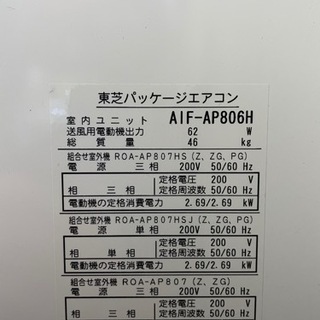 東芝パッケージエアコン
室内ユニット AIF-AP806H
送風用電動機出力 62 W
総質量 46 kg
組合せ室外機 ROA-AP807HS (Z, ZG, PG)
電源 三相 200V 50/60 Hz
相 三相 定格電圧 200 V
定格周波数 50/60 Hz
電動機の定格消費電力 2.69/2.69 kW
組合せ室外機 ROA-AP807HSJ (Z, ZG, PG)
電源 単相 200V 50/60 Hz
相 単相 定格電圧 200 V
定格周波数 50/60 Hz
電動機の定格消費電力 2.69/2.69 kW
組合せ室外機 ROA-AP807 (Z, ZG)
電源 三相 200V 50/60 Hz
定格電圧 200 V